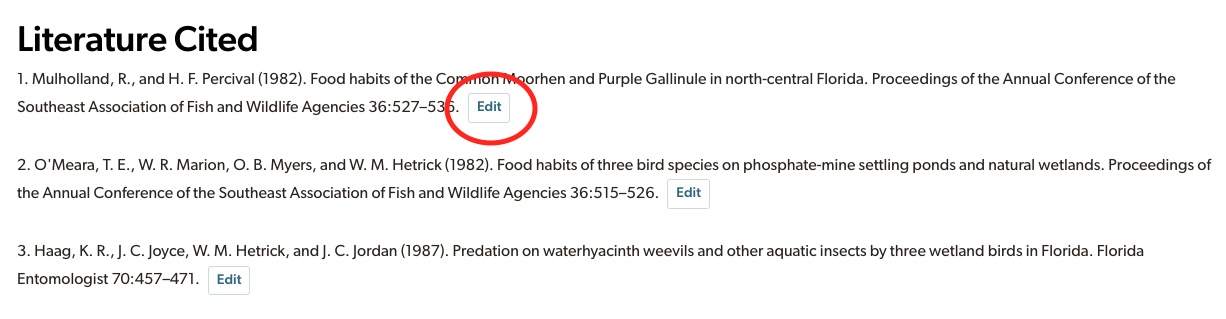 Literature Cited
1. Mulholland, R., and H. F. Percival (1982). Food habits of the Common Moorhen and Purple Gallinule in north-central Florida. Proceedings of the Annual Conference of the
Southeast Association of Fish and Wildlife Agencies 36:527–536. Edit
2. O'Meara, T. E., W. R. Marion, O. B. Myers, and W. M. Hetrick (1982). Food habits of three bird species on phosphate-mine settling ponds and natural wetlands. Proceedings of
the Annual Conference of the Southeast Association of Fish and Wildlife Agencies 36:515–526. Edit
3. Haag, K. R., J. C. Joyce, W. M. Hetrick, and J. C. Jordan (1987). Predation on waterhyacinth weevils and other aquatic insects by three wetland birds in Florida. Florida
Entomologist 70:457–471. Edit